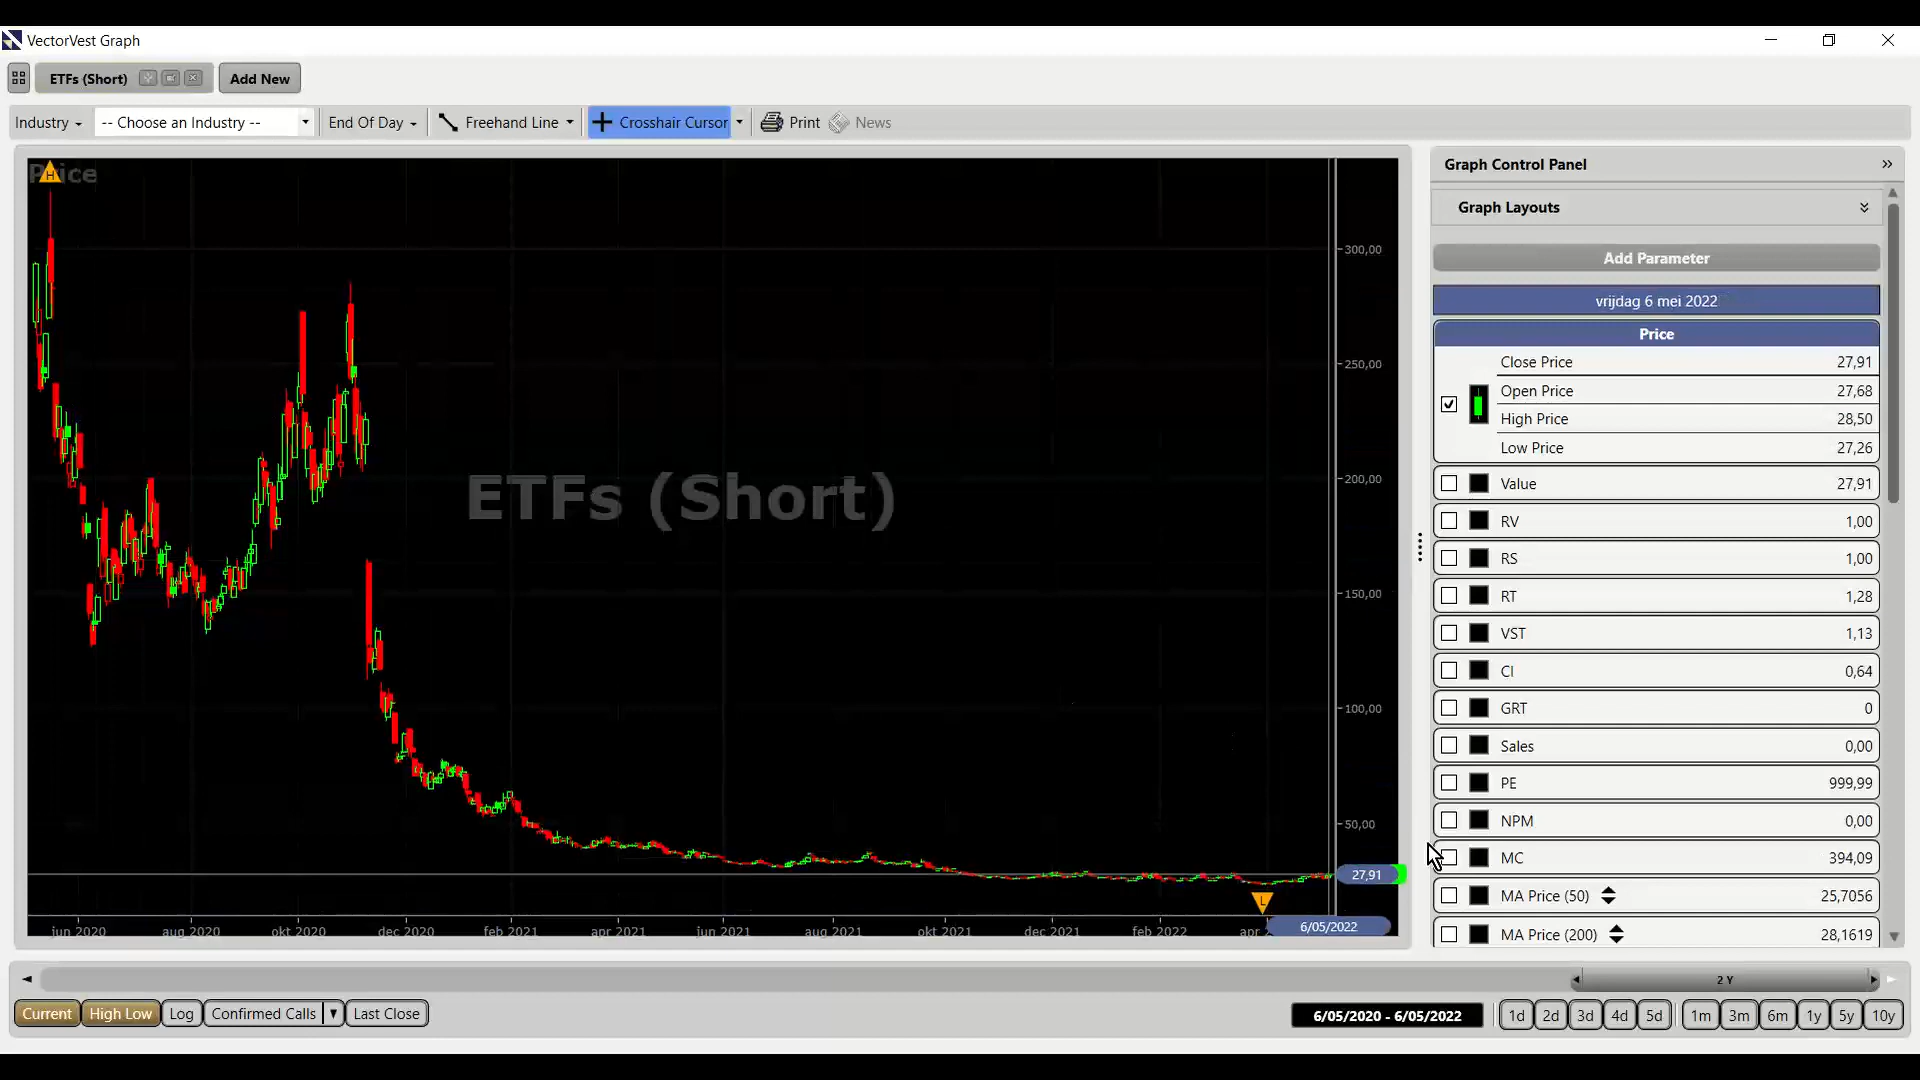 VectorVest Graph
ETFs (Short)
Add New
Industry
-- Choose an Industry --
End Of Day
Freehand Line
Crosshair Cursor
Print
News
Price
H
ETFs (Short)
300,00
250,00
200,00
150,00
100,00
50,00
27,91
L
jun 2020
aug 2020
okt 2020
dec 2020
feb 2021
apr 2021
jun 2021
aug 2021
okt 2021
dec 2021
feb 2022
apr 2
6/05/2022
Graph Control Panel
Graph Layouts
Add Parameter
vrijdag 6 mei 2022
Price
Close Price 27,91
Open Price 27,68
High Price 28,50
Low Price 27,26
Value 27,91
RV 1,00
RS 1,00
RT 1,28
VST 1,13
CI 0,64
GRT 0
Sales 0,00
PE 999,99
NPM 0,00
MC 394,09
MA Price (50) 25,7056
MA Price (200) 28,1619
2 Y
Current
High Low
Log
Confirmed Calls
Last Close
6/05/2020 - 6/05/2022
1d 2d 3d 4d 5d 1m 3m 6m 1y 5y 10y